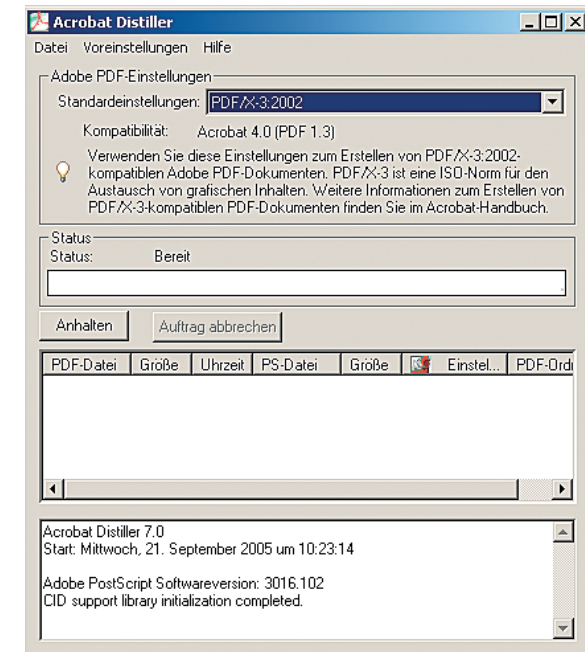 Acrobat Distiller
Datei Voreinstellungen Hilfe
Adobe PDF-Einstellungen
Standardeinstellungen: PDF/X-3:2002
Kompatibilität: Acrobat 4.0 (PDF 1.3)
Verwenden Sie diese Einstellungen zum Erstellen von PDF/X-3:2002-
kompatiblen Adobe PDF-Dokumenten. PDF/X-3 ist eine ISO-Norm für den
Austausch von grafischen Inhalten. Weitere Informationen zum Erstellen von
PDF/X-3-kompatiblen PDF-Dokumenten finden Sie im Acrobat-Handbuch.
Status
Status: Bereit
Anhalten Auftrag abbrechen
PDF-Datei Größe Uhrzeit PS-Datei Größe Einstel... PDF-Ord
Acrobat Distiller 7.0
Start: Mittwoch, 21. September 2005 um 10:23:14
Adobe PostScript Softwareversion: 3016.102
CID support library initialization completed.